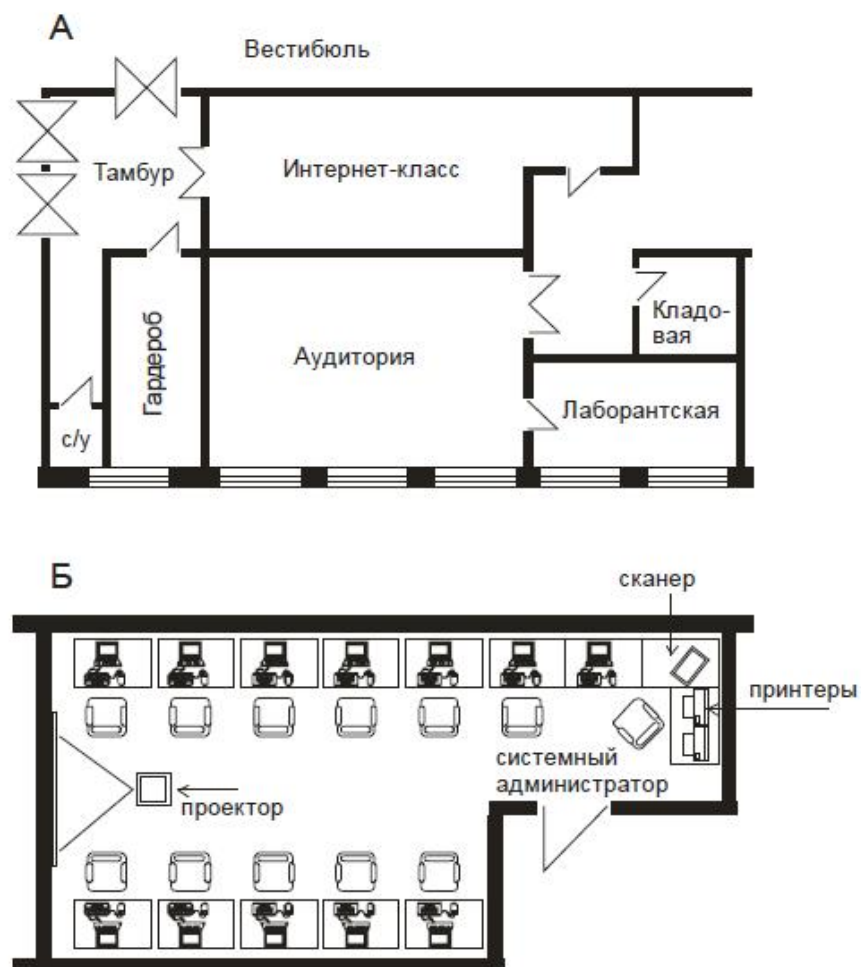 А
Вестибюль
Тамбур
Интернет-класс
Гардероб
Аудитория
Кладо-
вая
Лаборантская
с/у
Б
сканер
принтеры
системный
администратор
проектор